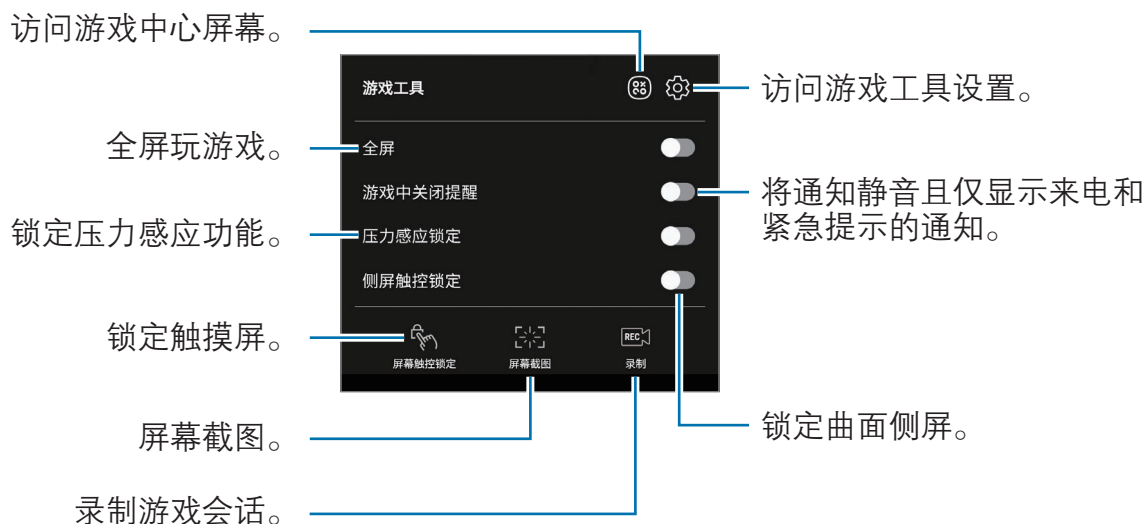 访问游戏中心屏幕。
游戏工具
访问游戏工具设置。
全屏玩游戏。
全屏
游戏中关闭提醒
将通知静音且仅显示来电和
紧急提示的通知。
锁定压力感应功能。
压力感应锁定
侧屏触控锁定
锁定触摸屏。
REC
屏幕触控锁定
屏幕截图
录制
锁定曲面侧屏。
屏幕截图。
录制游戏会话。